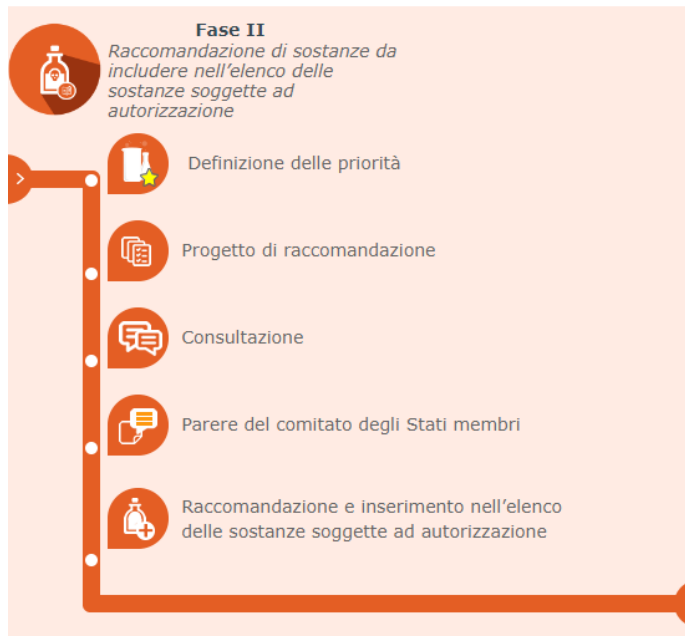 Fase II
Raccomandazione di sostanze da
includere nell’elenco delle
sostanze soggette ad
autorizzazione
Definizione delle priorità
Progetto di raccomandazione
Consultazione
Parere del comitato degli Stati membri
Raccomandazione e inserimento nell’elenco
delle sostanze soggette ad autorizzazione